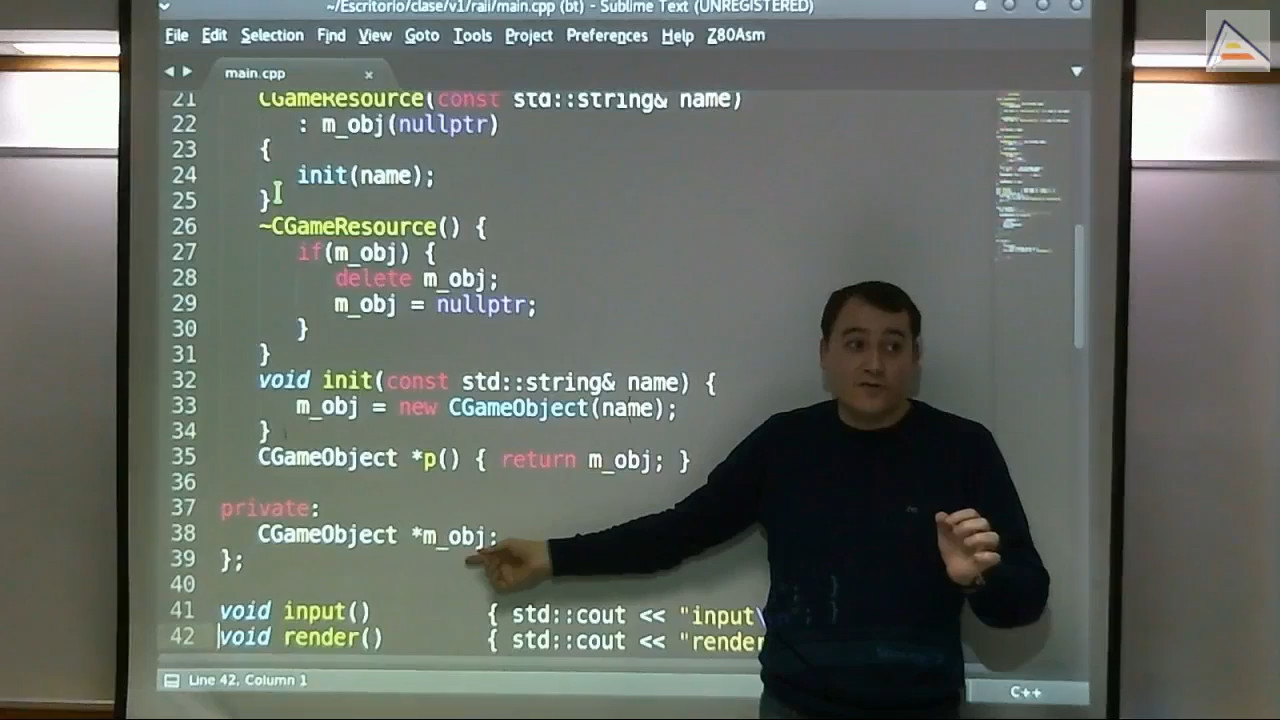 ~/Escritorio/clase/v1/raii/main.cpp (bt) - Sublime Text (UNREGISTERED)
File Edit Selection Find View Goto Tools Project Preferences Help Z80Asm
main.cpp ×
21 CGameResource(const std::string& name)
22 : m_obj(nullptr)
23 {
24 init(name);
25 }
26 ~CGameResource() {
27 if(m_obj) {
28 delete m_obj;
29 m_obj = nullptr;
30 }
31 }
32 void init(const std::string& name) {
33 m_obj = new CGameObject(name);
34 }
35 CGameObject *p() { return m_obj; }
36
37 private:
38 CGameObject *m_obj;
39 };
40
41 void input() { std::cout << "input\
42 void render() { std::cout << "render
Line 42, Column 1 C++